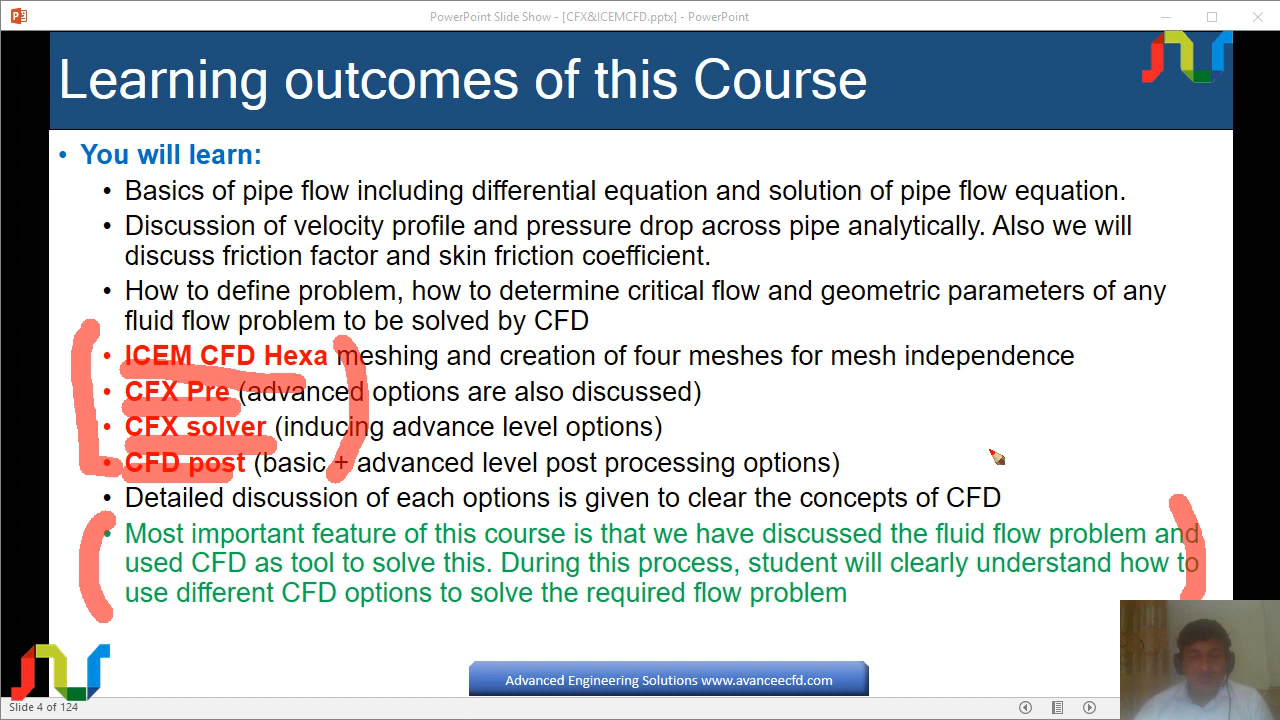 PowerPoint Slide Show - [CFX&ICEMCFD.pptx] - PowerPoint
Learning outcomes of this Course
• You will learn:
• Basics of pipe flow including differential equation and solution of pipe flow equation.
• Discussion of velocity profile and pressure drop across pipe analytically. Also we will
discuss friction factor and skin friction coefficient.
• How to define problem, how to determine critical flow and geometric parameters of any
fluid flow problem to be solved by CFD
• ICEM CFD Hexa meshing and creation of four meshes for mesh independence
• CFX Pre (advanced options are also discussed)
• CFX solver (inducing advance level options)
• CFD post (basic + advanced level post processing options)
• Detailed discussion of each options is given to clear the concepts of CFD
• Most important feature of this course is that we have discussed the fluid flow problem and
used CFD as tool to solve this. During this process, student will clearly understand how to
use different CFD options to solve the required flow problem
Advanced Engineering Solutions www.avanceecfd.com
Slide 4 of 124